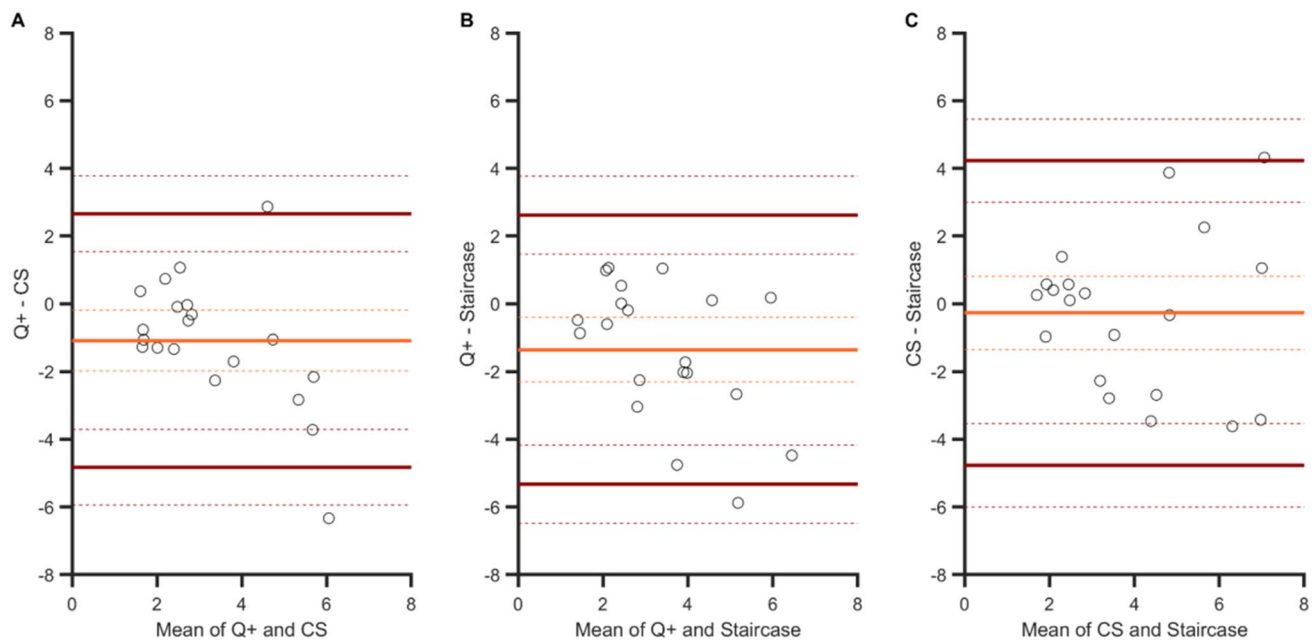 A
8
6
4
2
0
-2
-4
-6
-8
Q+ - CS
0 2 4 6 8
Mean of Q+ and CS
B
8
6
4
2
0
-2
-4
-6
-8
Q+ - Staircase
0 2 4 6 8
Mean of Q+ and Staircase
C
8
6
4
2
0
-2
-4
-6
-8
CS - Staircase
0 2 4 6 8
Mean of CS and Staircase